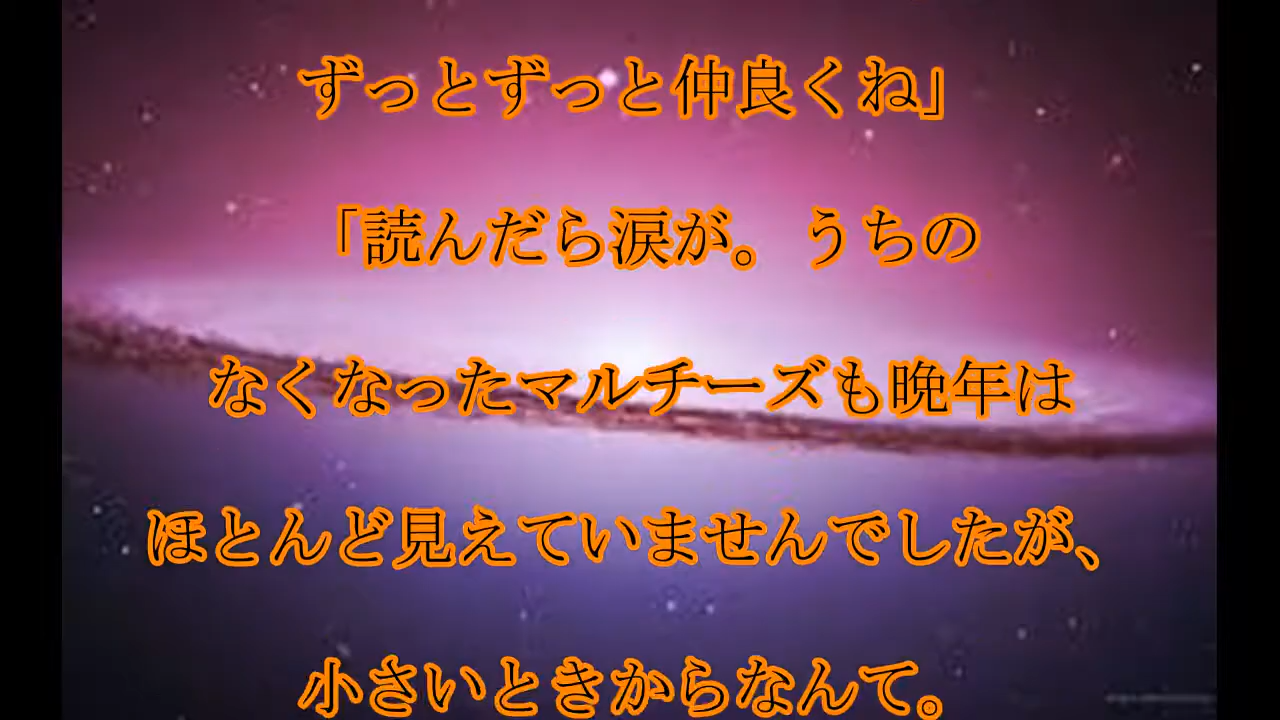 ずっとずっと仲良くね」
「読んだら涙が。うちの
なくなったマルチーズも晩年は
ほとんど見えていませんでしたが、
小さいときからなんて。